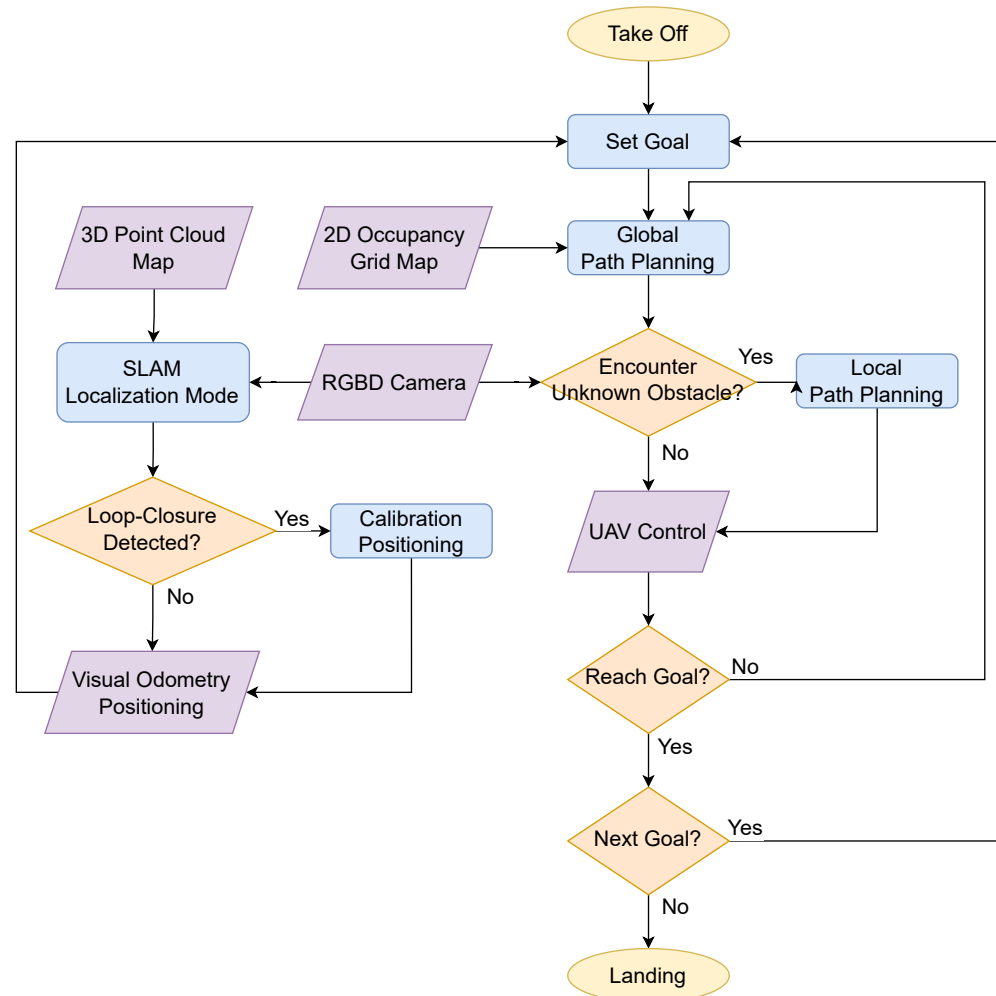 Take Off
Set Goal
3D Point Cloud
Map
2D Occupancy
Grid Map
Global
Path Planning
SLAM
Localization Mode
RGBD Camera
Encounter
Unknown Obstacle?
Yes
Local
Path Planning
No
Loop-Closure
Detected?
Yes
Calibration
Positioning
UAV Control
No
Visual Odometry
Positioning
Reach Goal?
No
Yes
Next Goal?
Yes
No
Landing